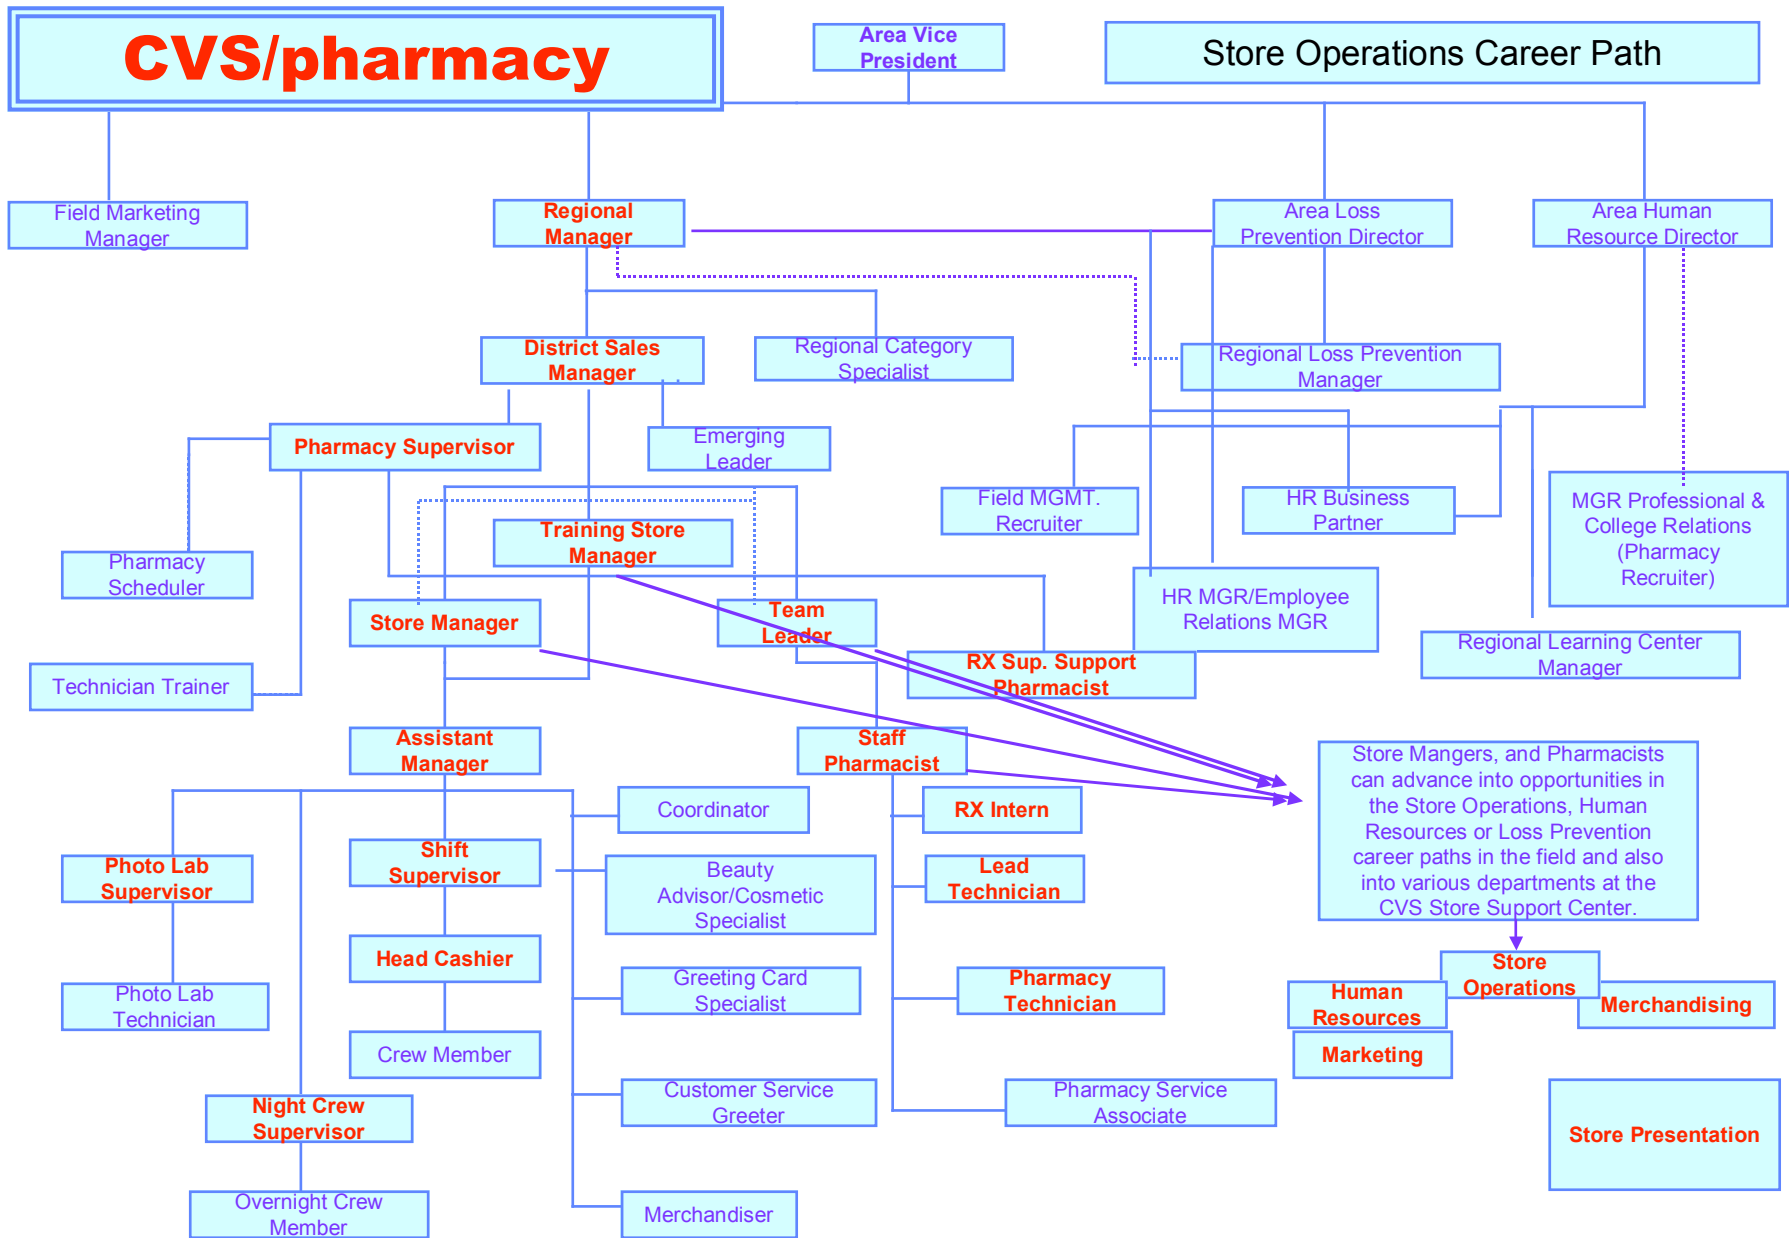 CVS/pharmacy
Area Vice
President
Store Operations Career Path
Field Marketing
Manager
Regional
Manager
Area Loss
Prevention Director
Area Human
Resource Director
District Sales
Manager
Regional Category
Specialist
Regional Loss Prevention
Manager
Pharmacy Supervisor
Emerging
Leader
Field MGMT.
Recruiter
HR Business
Partner
MGR Professional &
College Relations
(Pharmacy
Recruiter)
Training Store
Manager
Pharmacy
Scheduler
Store Manager
Team
Leader
HR MGR/Employee
Relations MGR
Regional Learning Center
Manager
RX Sup. Support
Pharmacist
Technician Trainer
Assistant
Manager
Staff
Pharmacist
Store Mangers, and Pharmacists
can advance into opportunities in
the Store Operations, Human
Resources or Loss Prevention
career paths in the field and also
into various departments at the
CVS Store Support Center.
Coordinator
RX Intern
Photo Lab
Supervisor
Shift
Supervisor
Beauty
Advisor/Cosmetic
Specialist
Lead
Technician
Head Cashier
Greeting Card
Specialist
Pharmacy
Technician
Store
Operations
Human
Resources
Merchandising
Photo Lab
Technician
Crew Member
Marketing
Customer Service
Greeter
Pharmacy Service
Associate
Night Crew
Supervisor
Store Presentation
Overnight Crew
Member
Merchandiser